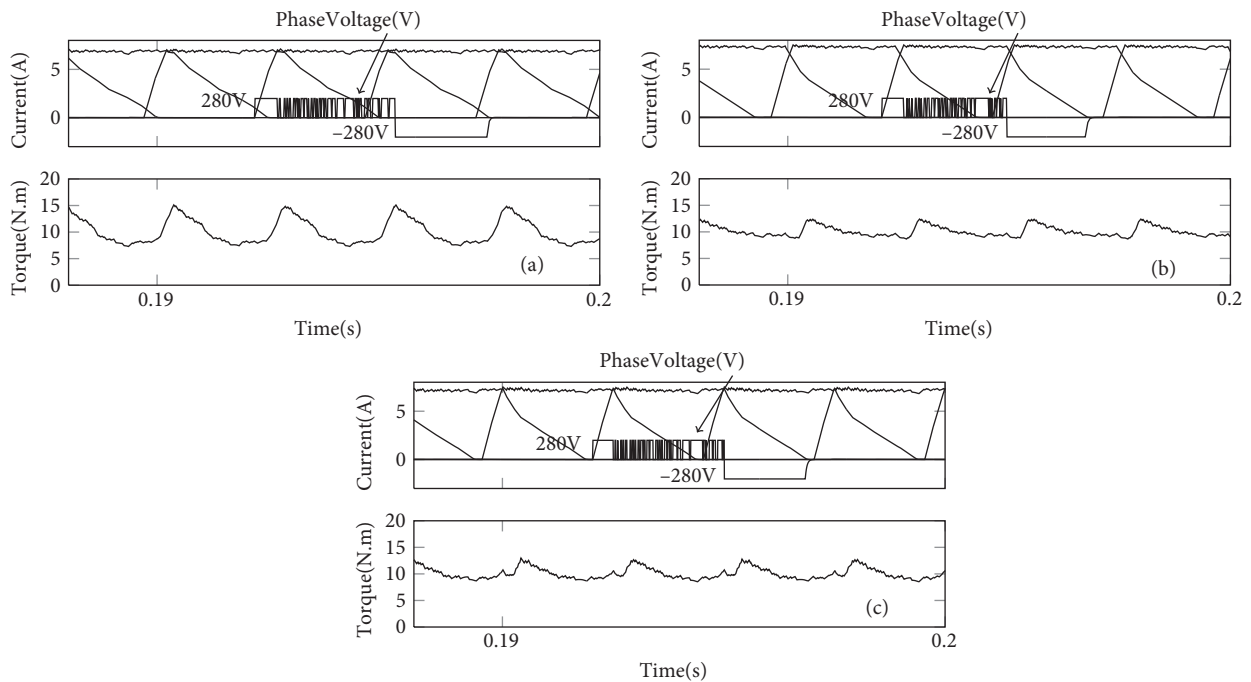 PhaseVoltage(V)
Current(A)
5
0
280V
–280V
Torque(N.m)
20
15
10
5
0
(a)
0.19
0.2
Time(s)
PhaseVoltage(V)
Current(A)
5
0
280V
–280V
Torque(N.m)
20
15
10
5
0
(b)
0.19
0.2
Time(s)
PhaseVoltage(V)
Current(A)
5
0
280V
–280V
Torque(N.m)
20
15
10
5
0
(c)
0.19
0.2
Time(s)